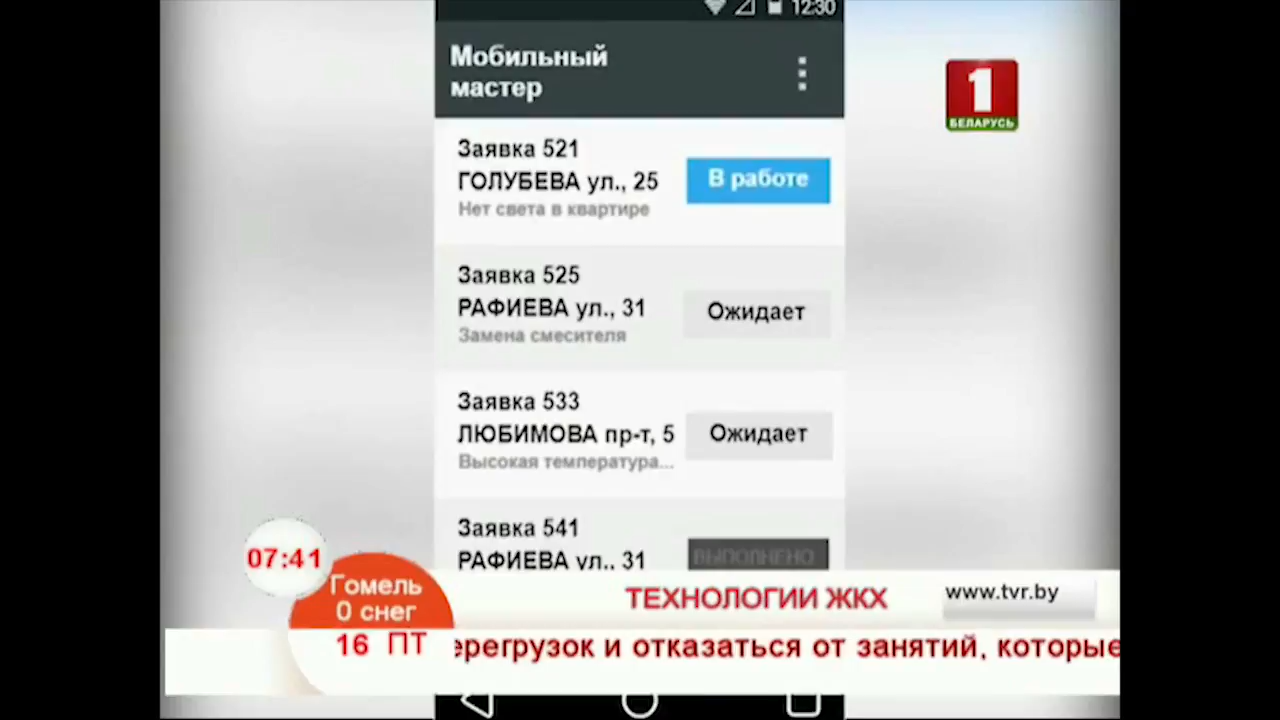 12:30
Мобильный
мастер
1
БЕЛАРУСЬ
Заявка 521
ГОЛУБЕВА ул., 25
Нет света в квартире
В работе
Заявка 525
РАФИЕВА ул., 31
Замена смесителя
Ожидает
Заявка 533
ЛЮБИМОВА пр-т, 5
Высокая температура...
Ожидает
Заявка 541
РАФИЕВА ул., 31
ВЫПОЛНЕНО
07:41
Гомель
0 снег
ТЕХНОЛОГИИ ЖКХ
www.tvr.by
16 ПТ
ерегрузок и отказаться от занятий, которые